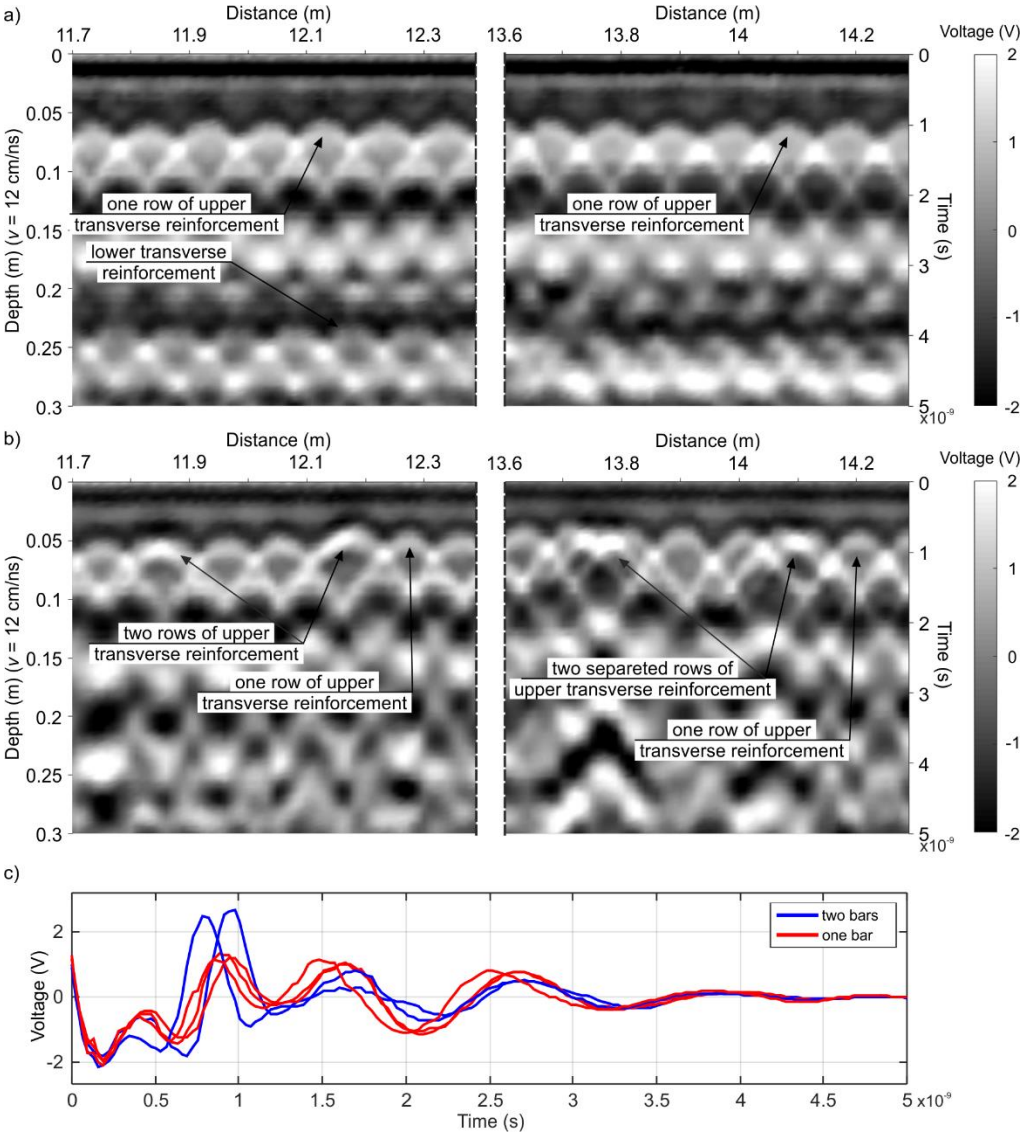 a)
Distance (m)
11.7 11.9 12.1 12.3
Distance (m)
13.6 13.8 14 14.2
Voltage (V)
Depth (m) (v = 12 cm/ns)
0
0.05
0.1
0.15
0.2
0.25
0.3
one row of upper
transverse reinforcement
lower transverse
reinforcement
one row of upper
transverse reinforcement
0
1
2
3
4
5
x10⁻⁹
Time (s)
2
1
0
-1
-2
b)
Distance (m)
11.7 11.9 12.1 12.3
Distance (m)
13.6 13.8 14 14.2
Voltage (V)
Depth (m) (v = 12 cm/ns)
0
0.05
0.1
0.15
0.2
0.25
0.3
two rows of upper
transverse reinforcement
one row of upper
transverse reinforcement
two separeted rows of
upper transverse reinforcement
one row of upper
transverse reinforcement
0
1
2
3
4
5
x10⁻⁹
Time (s)
2
1
0
-1
-2
c)
Voltage (V)
2
0
-2
two bars
one bar
0 0.5 1 1.5 2 2.5 3 3.5 4 4.5 5 x10⁻⁹
Time (s)